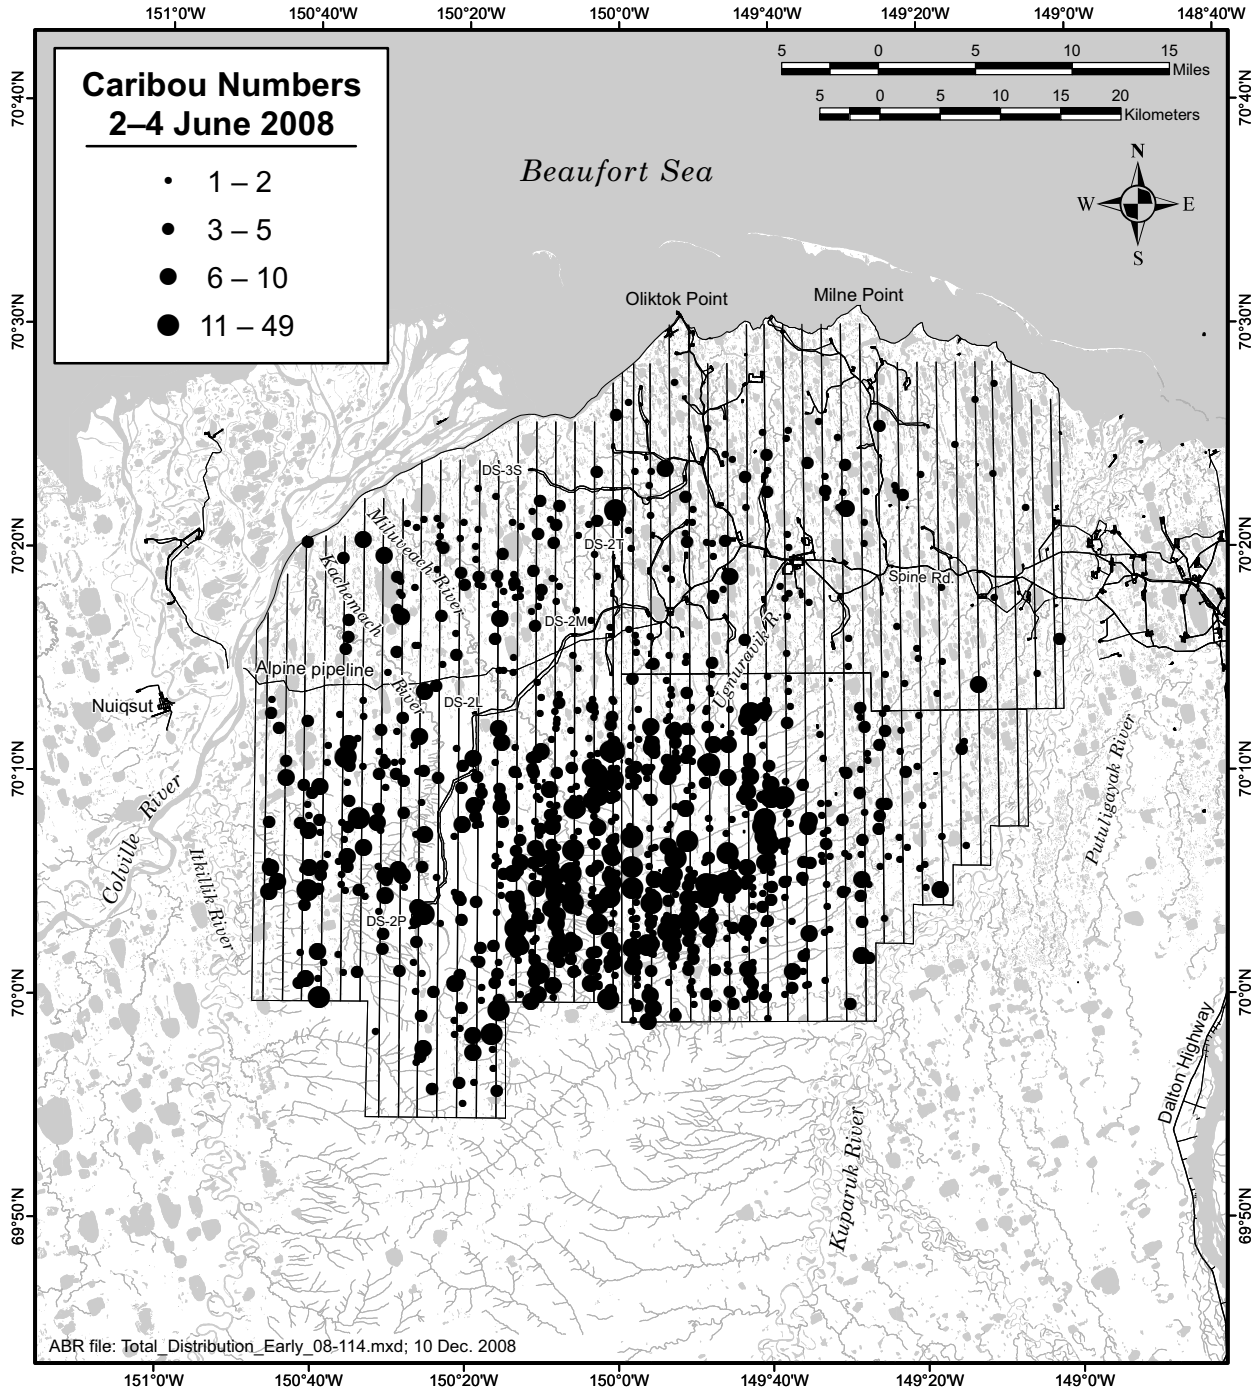 151°0'W 150°40'W 150°20'W 150°0'W 149°40'W 149°20'W 149°0'W 148°40'W
Caribou Numbers
2–4 June 2008
1 – 2
3 – 5
6 – 10
11 – 49
5 0 5 10 15
Miles
5 0 5 10 15 20
Kilometers
N
W E
S
Beaufort Sea
70°40'N
70°40'N
Oliktok Point
Milne Point
70°30'N
70°30'N
DS-3S
Miluveach River
70°20'N
70°20'N
DS-2T
Kachemach
River
Spine Rd.
DS-2M
Ugnuravik R.
Alpine pipeline
DS-2L
Nuiqsut
70°10'N
70°10'N
Colville River
Putuligayak River
Itkillik River
DS-2P
70°0'N
70°0'N
Dalton Highway
Kuparuk River
69°50'N
69°50'N
ABR file: Total_Distribution_Early_08-114.mxd; 10 Dec. 2008
151°0'W 150°40'W 150°20'W 150°0'W 149°40'W 149°20'W 149°0'W